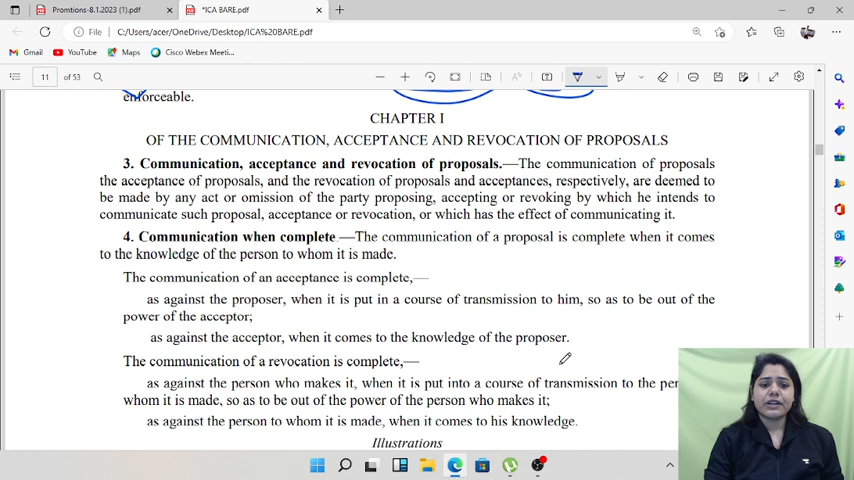 Promtions-8.1.2023 (1).pdf
*ICA BARE.pdf
File C:/Users/acer/OneDrive/Desktop/ICA%20BARE.pdf
Gmail YouTube Maps Cisco Webex Meeti...
11 of 53
enforceable.
CHAPTER I
OF THE COMMUNICATION, ACCEPTANCE AND REVOCATION OF PROPOSALS
3. Communication, acceptance and revocation of proposals.—The communication of proposals
the acceptance of proposals, and the revocation of proposals and acceptances, respectively, are deemed to
be made by any act or omission of the party proposing, accepting or revoking by which he intends to
communicate such proposal, acceptance or revocation, or which has the effect of communicating it.
4. Communication when complete.—The communication of a proposal is complete when it comes
to the knowledge of the person to whom it is made.
The communication of an acceptance is complete,—
as against the proposer, when it is put in a course of transmission to him, so as to be out of the
power of the acceptor;
as against the acceptor, when it comes to the knowledge of the proposer.
The communication of a revocation is complete,—
as against the person who makes it, when it is put into a course of transmission to the
whom it is made, so as to be out of the power of the person who makes it;
as against the person to whom it is made, when it comes to his knowledge.
Illustrations